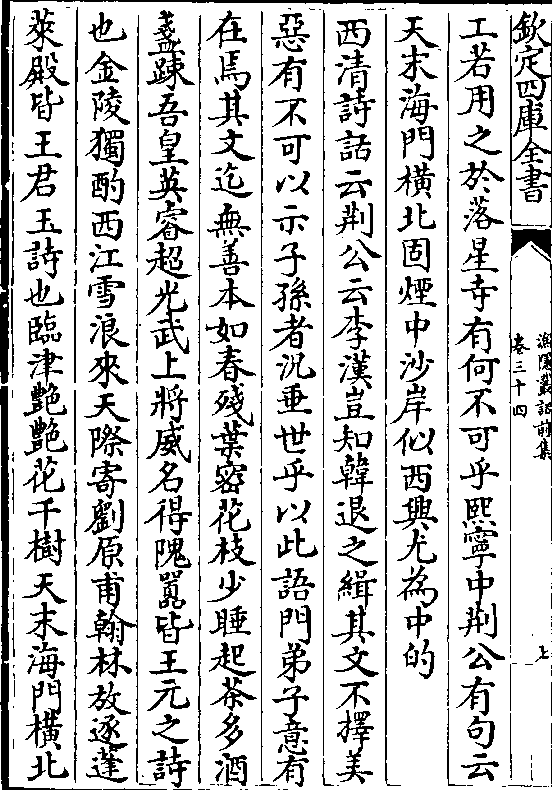 欽定四庫全書
漁隱叢話前集
卷三十四
七
工若用之於落星寺有何不可乎熙寧中荆公有句云
天末海門橫北固煙中沙岸似西興尤為中的
西清詩話云荆公云李漢豈知韓退之緝其文不擇美
惡有不可以示子孫者况垂世乎以此語門弟子意有
在焉其文迄無善本如春殘葉密花枝少睡起茶多酒
盞踈吾皇英睿超光武上將威名得隗囂皆王元之詩
也金陵獨酌西江雪浪來天際寄劉原甫翰林放逐蓬
萊殿皆王君玉詩也臨津艷艷花千樹天末海門橫北